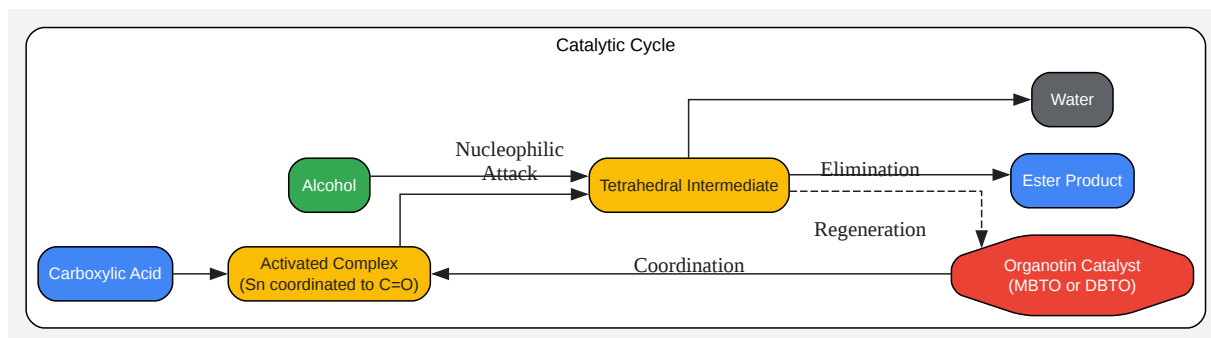 Catalytic Cycle
Water
Nucleophilic
Attack
Alcohol
Tetrahedral Intermediate
Elimination
Ester Product
Regeneration
Carboxylic Acid
Activated Complex
(Sn coordinated to C=O)
Coordination
Organotin Catalyst
(MBTO or DBTO)